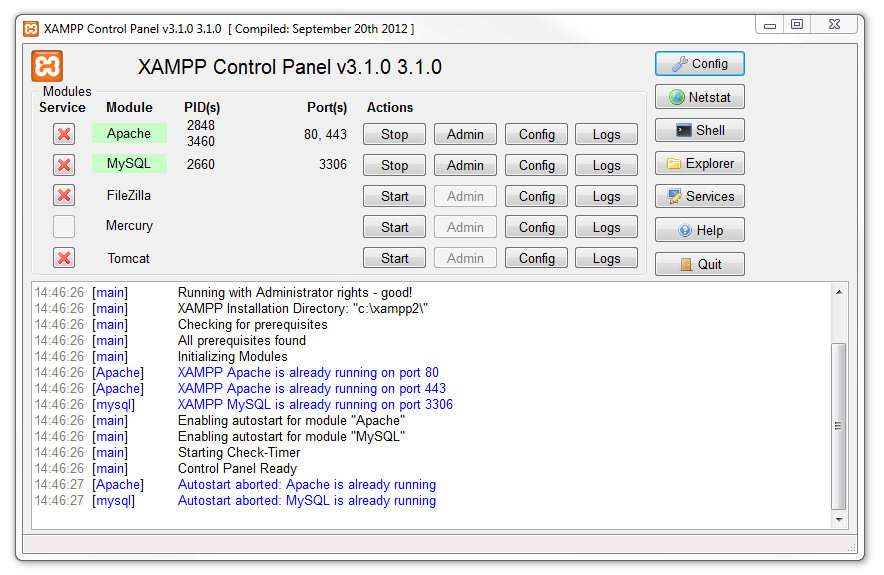 XAMPP Control Panel v3.1.0 3.1.0 [ Compiled: September 20th 2012 ]
XAMPP Control Panel v3.1.0 3.1.0
Config
Modules
Service Module PID(s) Port(s) Actions
Netstat
Apache 2848 3460 80, 443 Stop Admin Config Logs
Shell
MySQL 2660 3306 Stop Admin Config Logs
Explorer
FileZilla Start Admin Config Logs
Services
Mercury Start Admin Config Logs
Help
Tomcat Start Admin Config Logs
Quit
14:46:26 [main] Running with Administrator rights - good!
14:46:26 [main] XAMPP Installation Directory: "c:\xampp2\"
14:46:26 [main] Checking for prerequisites
14:46:26 [main] All prerequisites found
14:46:26 [main] Initializing Modules
14:46:26 [Apache] XAMPP Apache is already running on port 80
14:46:26 [Apache] XAMPP Apache is already running on port 443
14:46:26 [mysql] XAMPP MySQL is already running on port 3306
14:46:26 [main] Enabling autostart for module "Apache"
14:46:26 [main] Enabling autostart for module "MySQL"
14:46:26 [main] Starting Check-Timer
14:46:26 [main] Control Panel Ready
14:46:27 [Apache] Autostart aborted: Apache is already running
14:46:27 [mysql] Autostart aborted: MySQL is already running